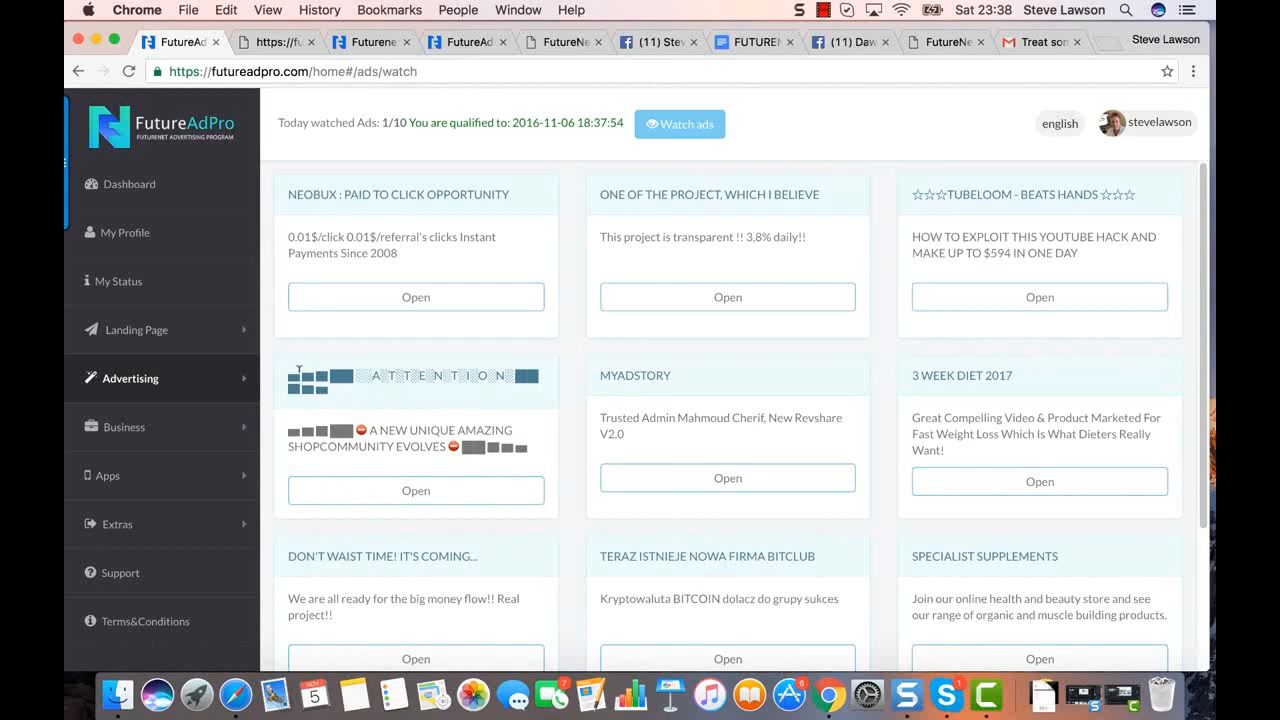 Chrome File Edit View History Bookmarks People Window Help Sat 23:38 Steve Lawson
FutureAd https://fu Futurene FutureAd FutureNe (11) Stev FUTUREN (11) Daw FutureNe Treat son Steve Lawson
https://futureadpro.com/home#/ads/watch
FutureAdPro
FUTURENET ADVERTISING PROGRAM
Today watched Ads: 1/10 You are qualified to: 2016-11-06 18:37:54 Watch ads english stevelawson
Dashboard
My Profile
My Status
Landing Page
Advertising
Business
Apps
Extras
Support
Terms&Conditions
NEOBUX : PAID TO CLICK OPPORTUNITY
0.01$/click 0.01$/referral's clicks Instant
Payments Since 2008
Open
ONE OF THE PROJECT, WHICH I BELIEVE
This project is transparent !! 3,8% daily!!
Open
☆☆☆TUBELOOM - BEATS HANDS ☆☆☆
HOW TO EXPLOIT THIS YOUTUBE HACK AND
MAKE UP TO $594 IN ONE DAY
Open
A T T E N T I O N
A NEW UNIQUE AMAZING
SHOPCOMMUNITY EVOLVES
Open
MYADSTORY
Trusted Admin Mahmoud Cherif, New Revshare
V2.0
Open
3 WEEK DIET 2017
Great Compelling Video & Product Marketed For
Fast Weight Loss Which Is What Dieters Really
Want!
Open
DON'T WAIST TIME! IT'S COMING...
We are all ready for the big money flow!! Real
project!!
Open
TERAZ ISTNIEJE NOWA FIRMA BITCLUB
Kryptowaluta BITCOIN dolacz do grupy sukces
Open
SPECIALIST SUPPLEMENTS
Join our online health and beauty store and see
our range of organic and muscle building products.
Open
NOV
5
7
6
1